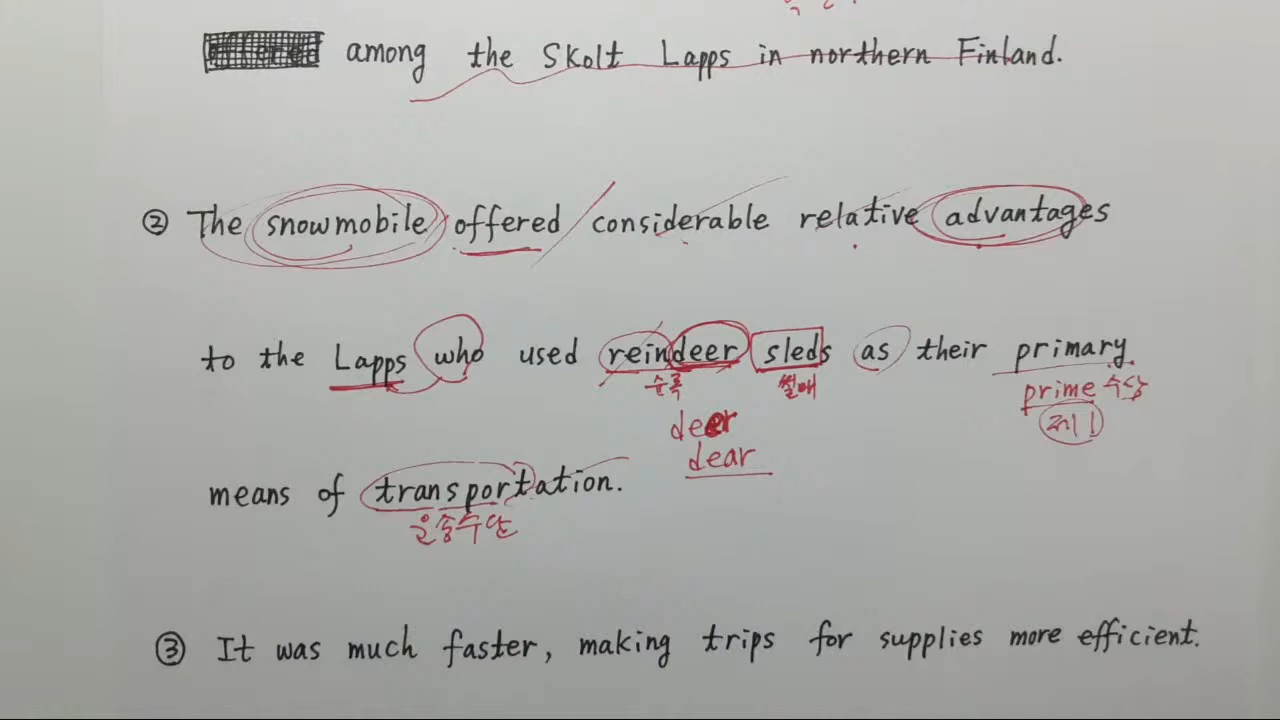 among the Skolt Lapps in northern Finland.
② The snowmobile offered considerable relative advantages
to the Lapps who used reindeer sleds as their primary
순록 썰매 prime 수상
deer 제1
dear
means of transportation.
운송수단
③ It was much faster, making trips for supplies more efficient.